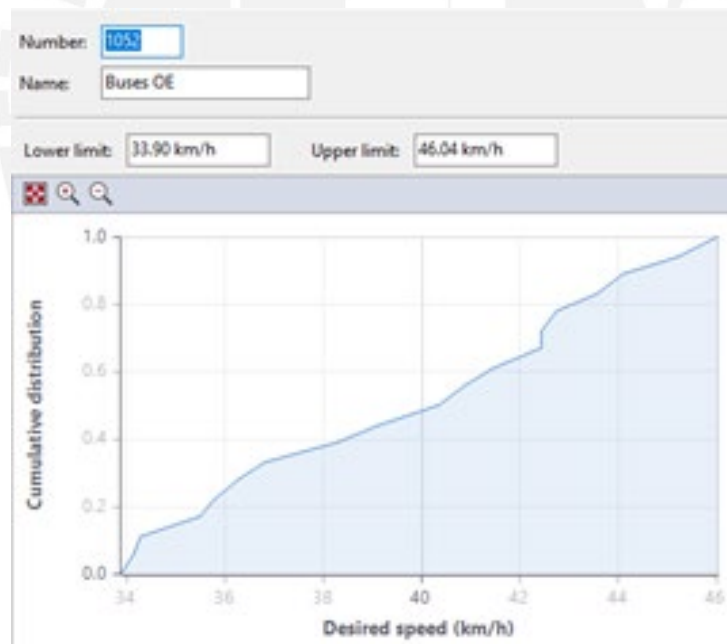 Number: 1052
Name: Buses OE
Lower limit: 33.90 km/h Upper limit: 46.04 km/h
Cumulative distribution
1.0
0.8
0.6
0.4
0.2
0.0
34 36 38 40 42 44 46
Desired speed (km/h)